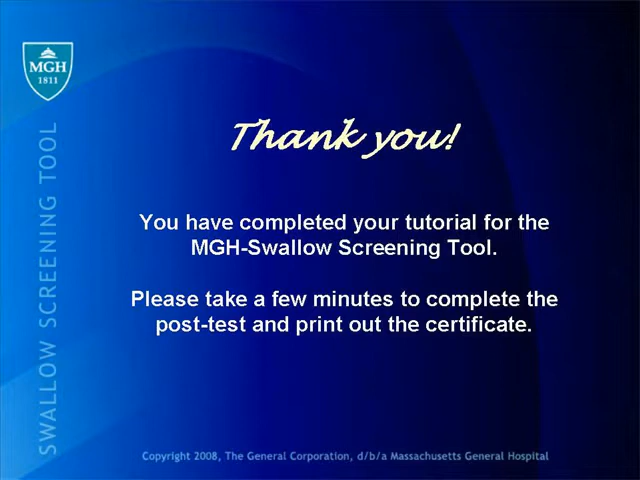 MGH
1811
SWALLOW SCREENING TOOL
Thank you!
You have completed your tutorial for the
MGH-Swallow Screening Tool.
Please take a few minutes to complete the
post-test and print out the certificate.
Copyright 2008, The General Corporation, d/b/a Massachusetts General Hospital